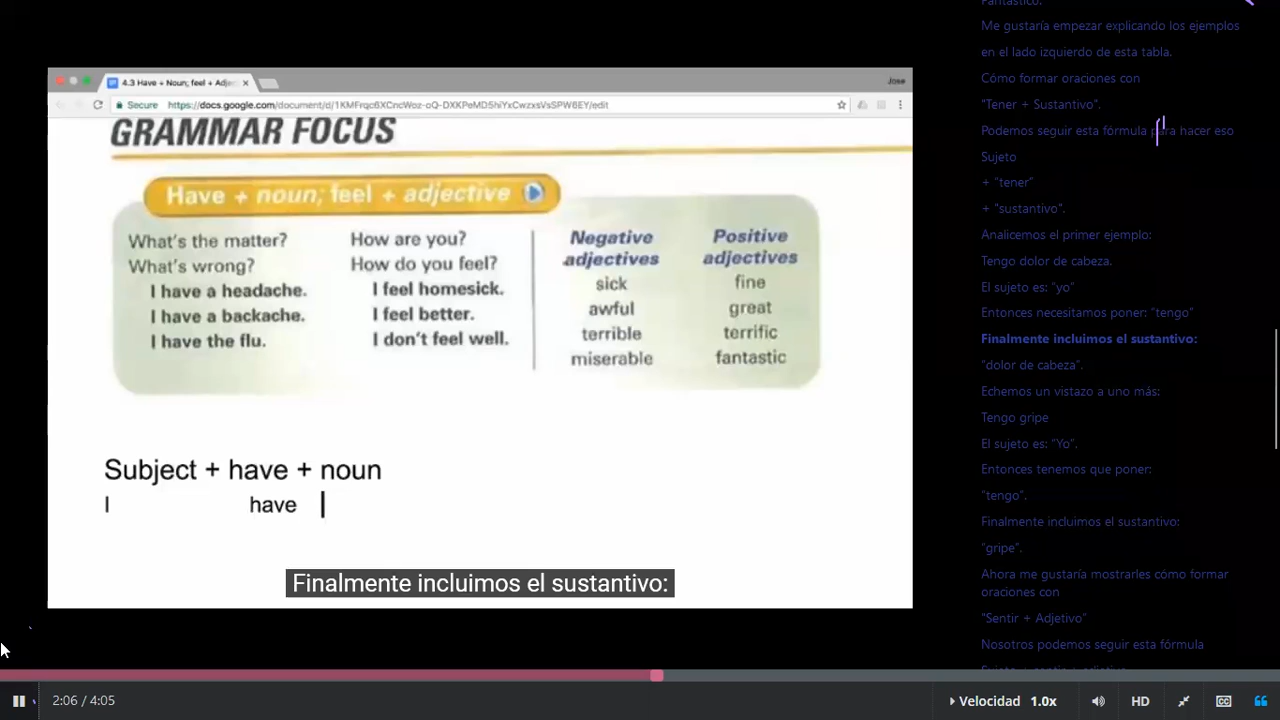 4.3 Have + Noun; feel + Adje
Jose
Secure
https://docs.google.com/document/d/1KMFrqc6XCncWoz-oQ-DXKPeMD5hiYxCwzxsVsSPW8EY/edit
GRAMMAR FOCUS
Have + noun; feel + adjective
What's the matter?
What's wrong?
I have a headache.
I have a backache.
I have the flu.
How are you?
How do you feel?
I feel homesick.
I feel better.
I don't feel well.
Negative
adjectives
sick
awful
terrible
miserable
Positive
adjectives
fine
great
terrific
fantastic
Subject + have + noun
I have
Finalmente incluimos el sustantivo:
Fantástico.
Me gustaría empezar explicando los ejemplos
en el lado izquierdo de esta tabla.
Cómo formar oraciones con
"Tener + Sustantivo".
Podemos seguir esta fórmula para hacer eso
Sujeto
+ "tener"
+ "sustantivo".
Analicemos el primer ejemplo:
Tengo dolor de cabeza.
El sujeto es: "yo"
Entonces necesitamos poner: "tengo"
Finalmente incluimos el sustantivo:
"dolor de cabeza".
Echemos un vistazo a uno más:
Tengo gripe
El sujeto es: "Yo".
Entonces tenemos que poner:
"tengo".
Finalmente incluimos el sustantivo:
"gripe".
Ahora me gustaría mostrarles cómo formar
oraciones con
"Sentir + Adjetivo"
Nosotros podemos seguir esta fórmula
Sujeto + sentir + adjetivo
2:06 / 4:05
Velocidad 1.0x
HD
CC